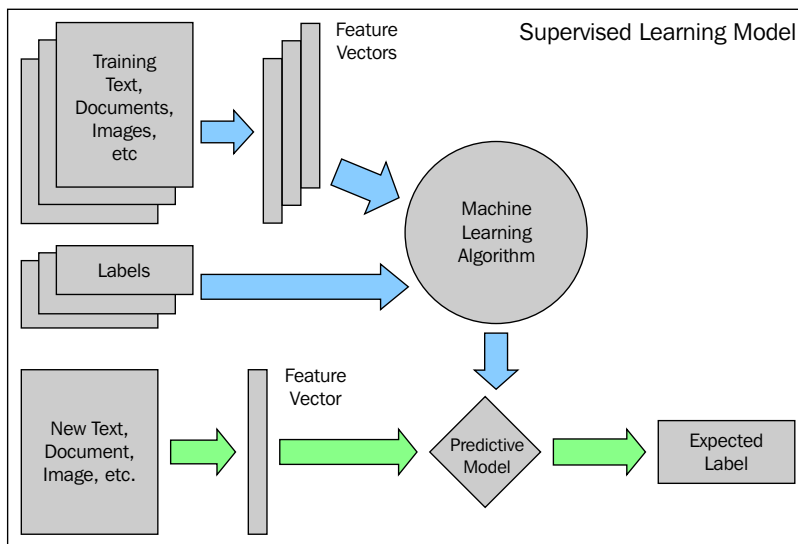 Supervised Learning Model
Training
Text,
Documents,
Images,
etc
Feature
Vectors
Machine
Learning
Algorithm
Labels
New Text,
Document,
Image, etc.
Feature
Vector
Predictive
Model
Expected
Label